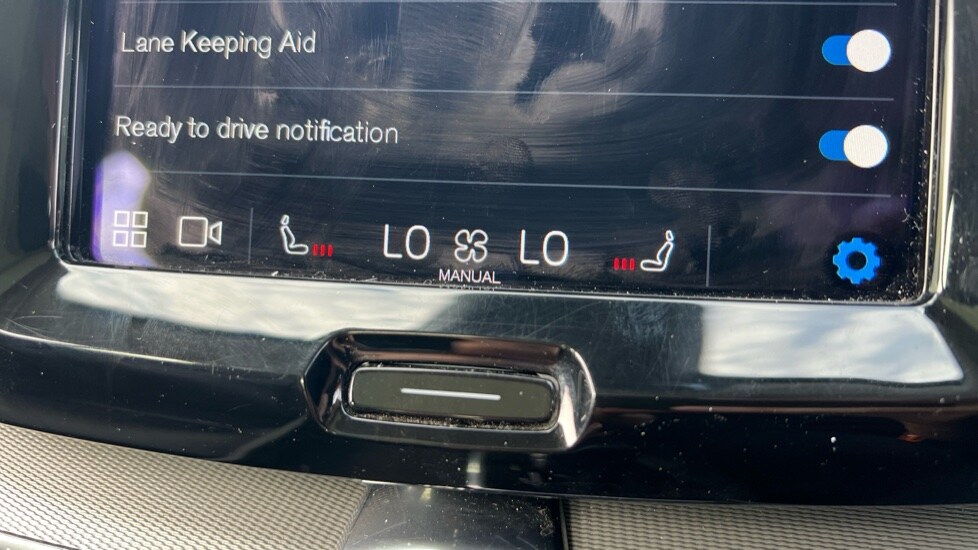 Lane Keeping Aid
Ready to drive notification
LO LO
MANUAL